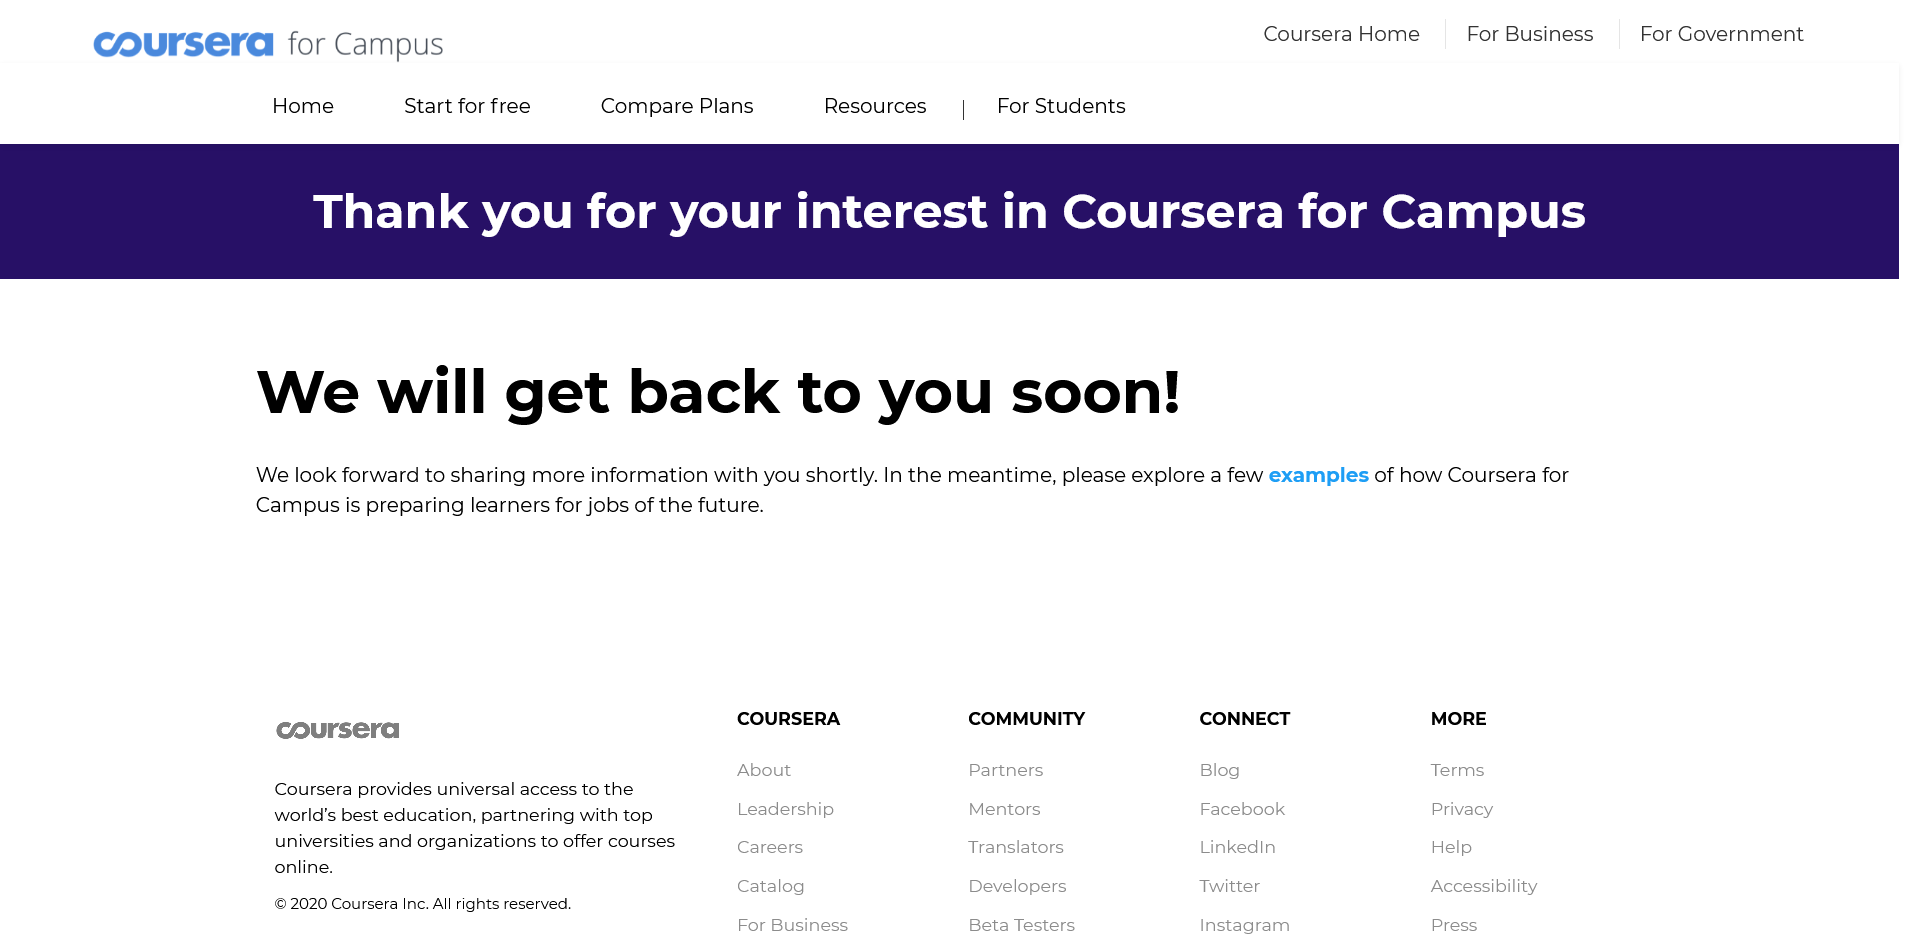 coursera for Campus
Coursera Home
For Business
For Government
Home
Start for free
Compare Plans
Resources
For Students
Thank you for your interest in Coursera for Campus
We will get back to you soon!
We look forward to sharing more information with you shortly. In the meantime, please explore a few examples of how Coursera for
Campus is preparing learners for jobs of the future.
coursera
Coursera provides universal access to the
world’s best education, partnering with top
universities and organizations to offer courses
online.
© 2020 Coursera Inc. All rights reserved.
COURSERA
About
Leadership
Careers
Catalog
For Business
COMMUNITY
Partners
Mentors
Translators
Developers
Beta Testers
CONNECT
Blog
Facebook
LinkedIn
Twitter
Instagram
MORE
Terms
Privacy
Help
Accessibility
Press